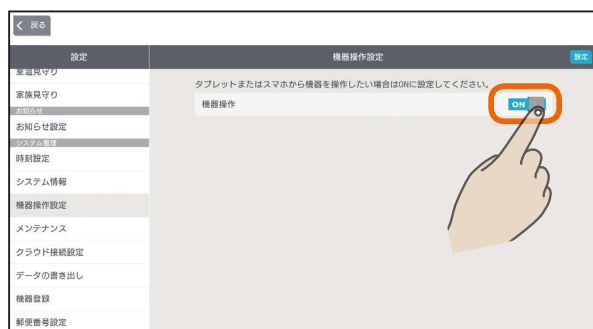 戻る
設定
機器操作設定
設定
室温見守り
家族見守り
お知らせ
お知らせ設定
システム管理
時刻設定
システム情報
機器操作設定
メンテナンス
クラウド接続設定
データの書き出し
機器登録
郵便番号設定
タブレットまたはスマホから機器を操作したい場合はONに設定してください。
機器操作
ON